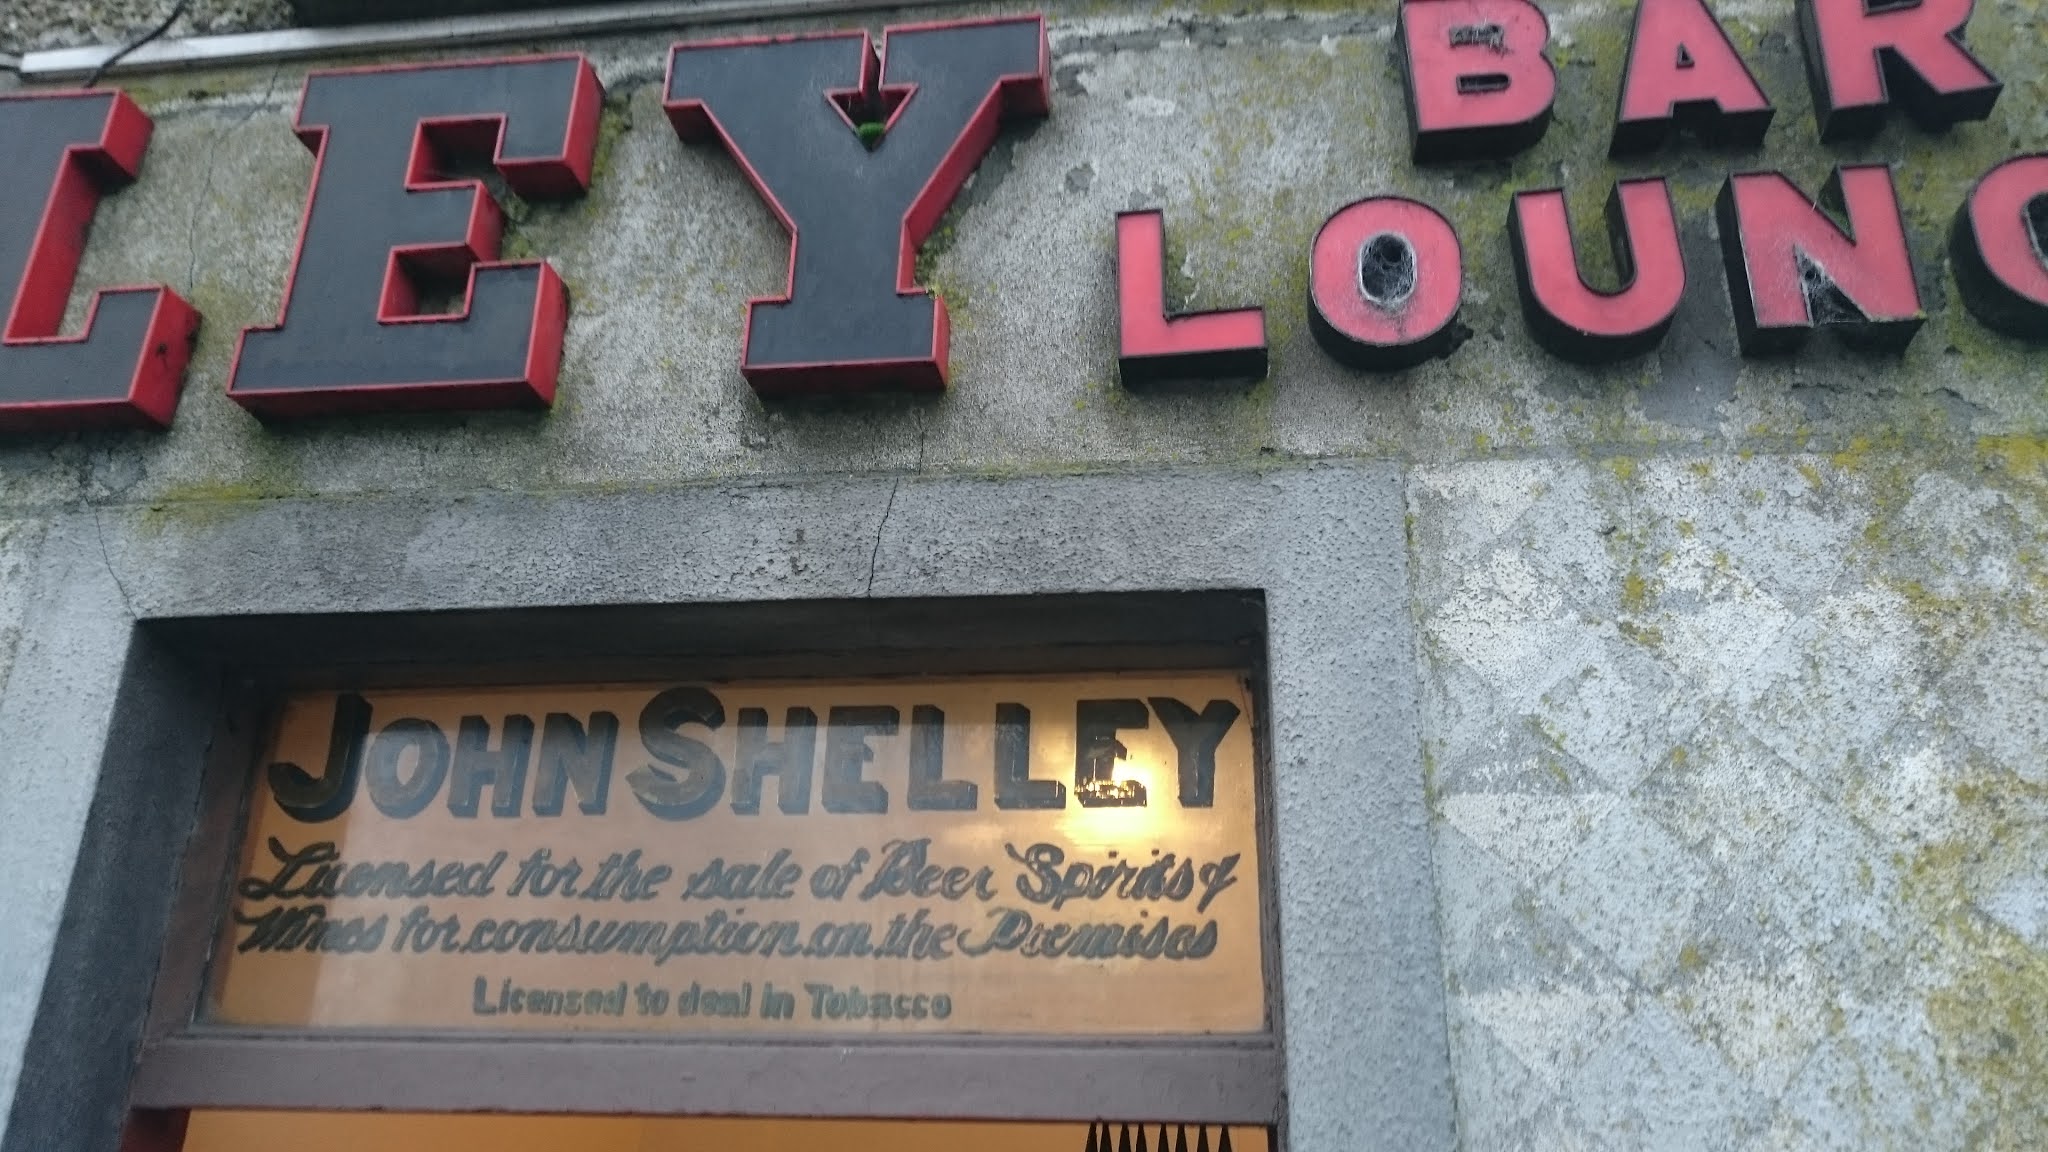 LEY
BAR
LOUNG
JOHN SHELLEY
Licensed for the sale of Beer Spirits &
Wines for consumption on the Premises
Licensed to deal in Tobacco